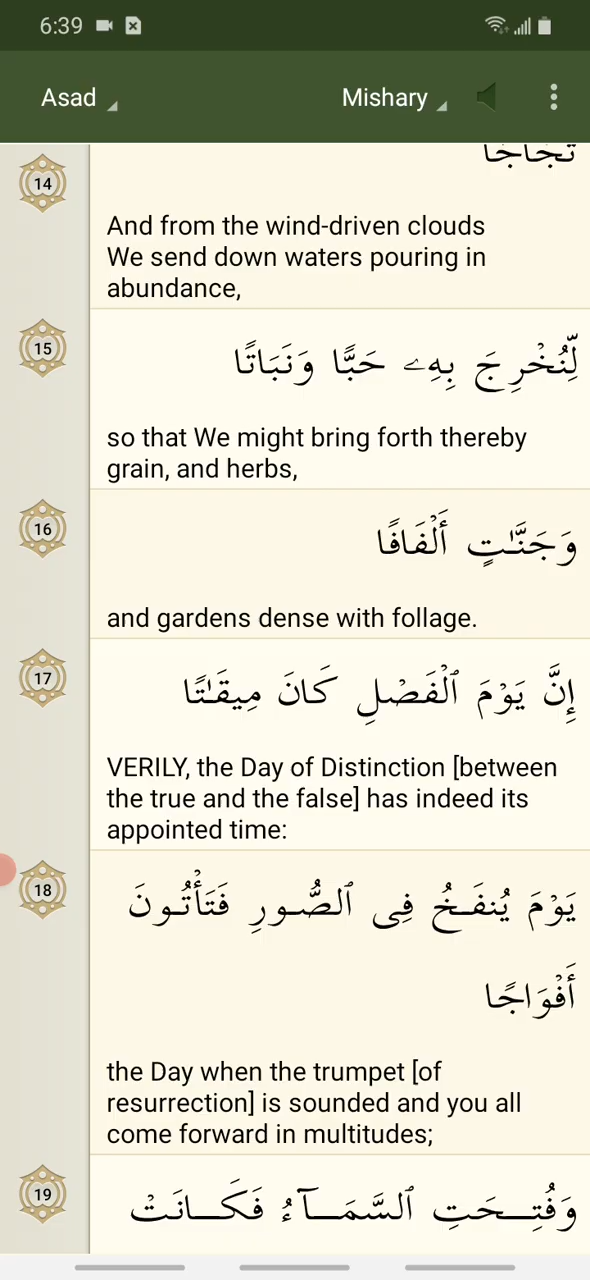 6:39
Asad
Mishary
ثَجَّاجًا
14
And from the wind-driven clouds
We send down waters pouring in
abundance,
15
لِّنُخْرِجَ بِهِۦ حَبًّا وَنَبَاتًا
so that We might bring forth thereby
grain, and herbs,
16
وَجَنَّـٰتٍ أَلْفَافًا
and gardens dense with follage.
17
إِنَّ يَوْمَ ٱلْفَصْلِ كَانَ مِيقَـٰتًا
VERILY, the Day of Distinction [between
the true and the false] has indeed its
appointed time:
18
يَوْمَ يُنفَخُ فِى ٱلصُّورِ فَتَأْتُونَ
أَفْوَاجًا
the Day when the trumpet [of
resurrection] is sounded and you all
come forward in multitudes;
19
وَفُتِحَتِ ٱلسَّمَآءُ فَكَانَتْ